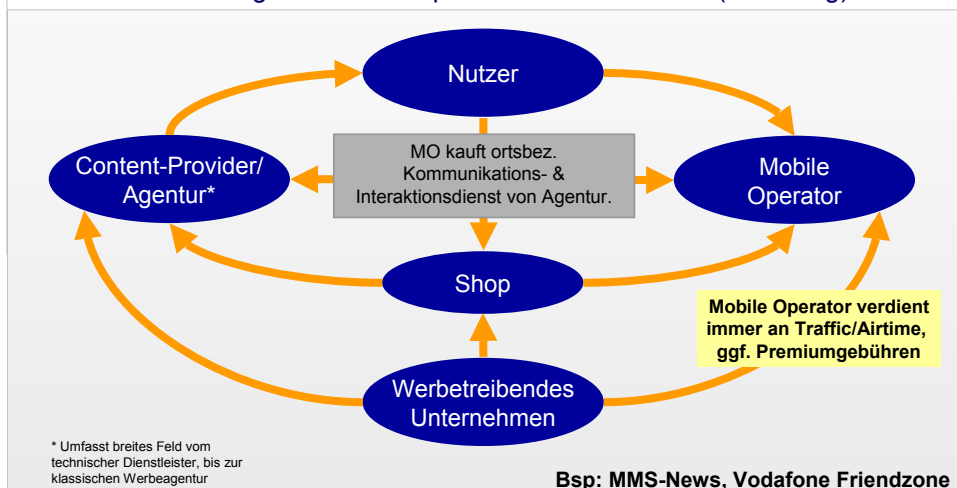 Nutzer
MO kauft ortsbez.
Kommunikations- &
Interaktionsdienst von Agentur.
Content-Provider/
Agentur*
Mobile
Operator
Shop
Mobile Operator verdient
immer an Traffic/Airtime,
ggf. Premiumgebühren
Werbetreibendes
Unternehmen
* Umfasst breites Feld vom
technischer Dienstleister, bis zur
klassischen Werbeagentur
Bsp: MMS-News, Vodafone Friendzone